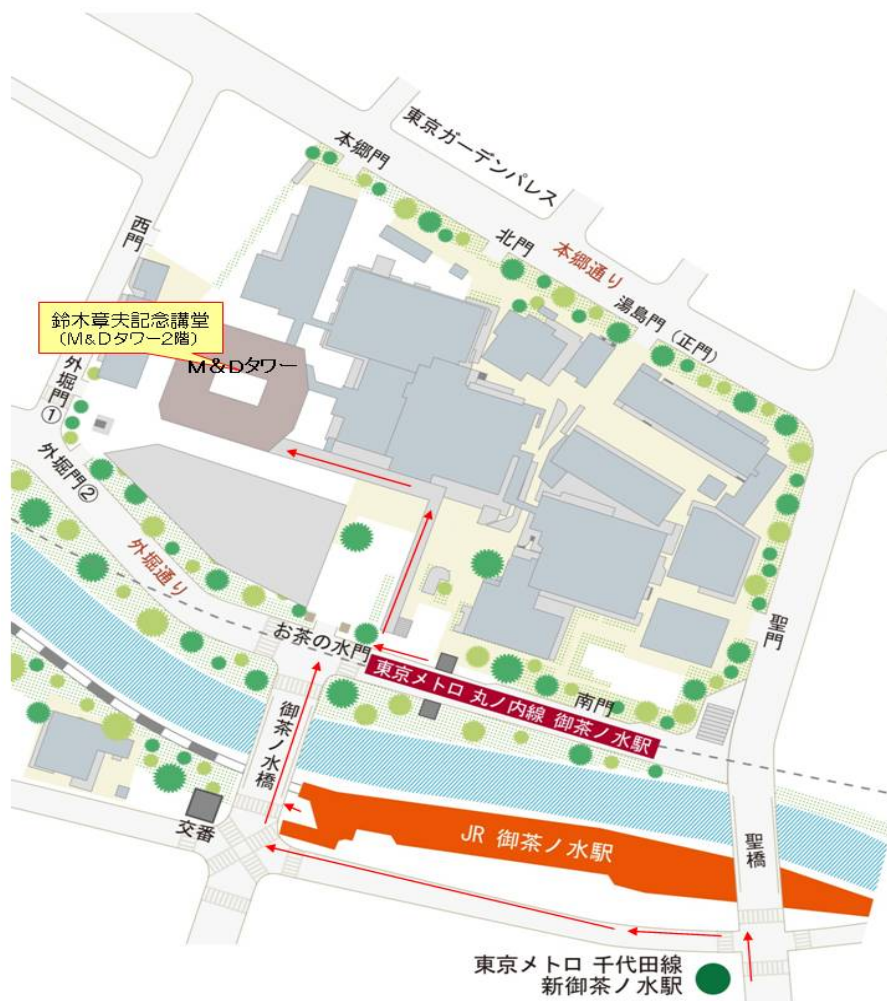 東京ガーデンパレス
本郷門
北門
本郷通り
湯島門（正門）
西門
鈴木章夫記念講堂
（M&Dタワー2階）
M&Dタワー
外堀門①
外堀門②
外堀通り
お茶の水門
東京メトロ 丸ノ内線 御茶ノ水駅
南門
聖門
御茶ノ水橋
交番
JR 御茶ノ水駅
聖橋
東京メトロ 千代田線
新御茶ノ水駅